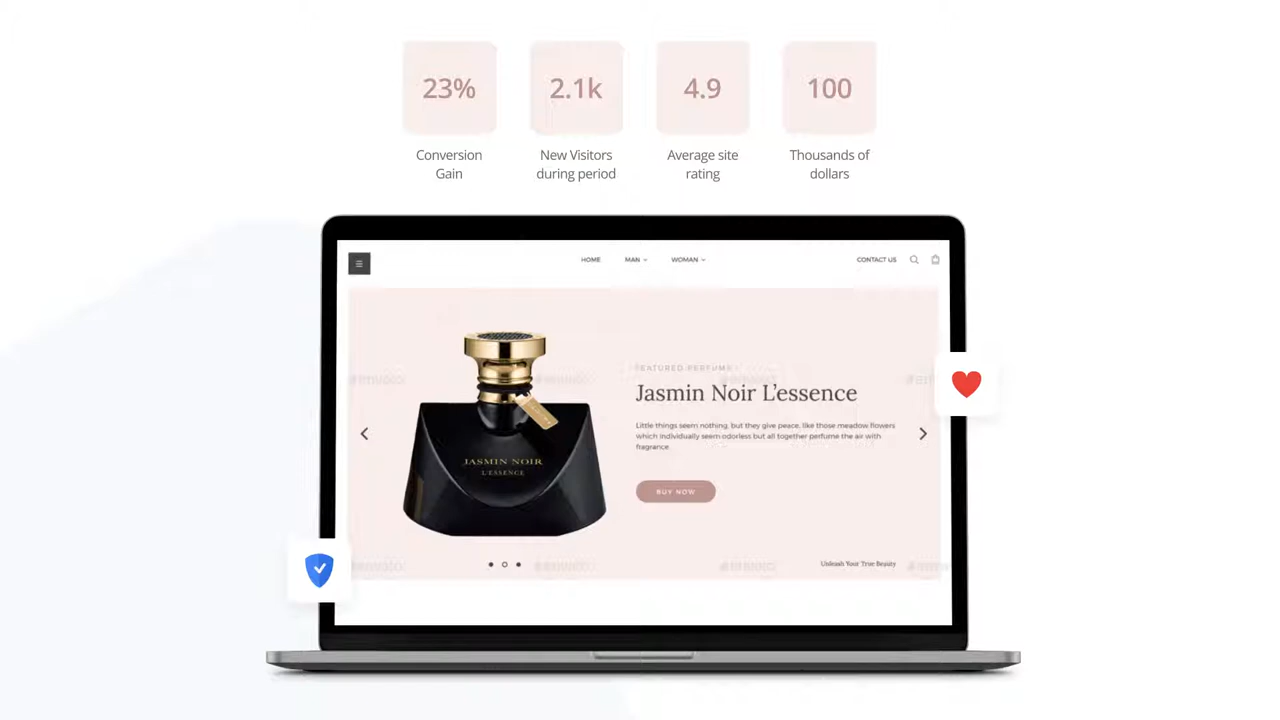 23%
2.1k
4.9
100
Conversion
Gain
New Visitors
during period
Average site
rating
Thousands of
dollars
HOME
MAN
WOMAN
CONTACT US
FEATURED PERFUME
Jasmin Noir L'essence
Little things seem nothing, but they give peace, like those meadow flowers
which individually seem odorless but all together perfume the air with
fragrance
JASMIN NOIR
L'ESSENCE
BUY NOW
Unleash Your True Beauty